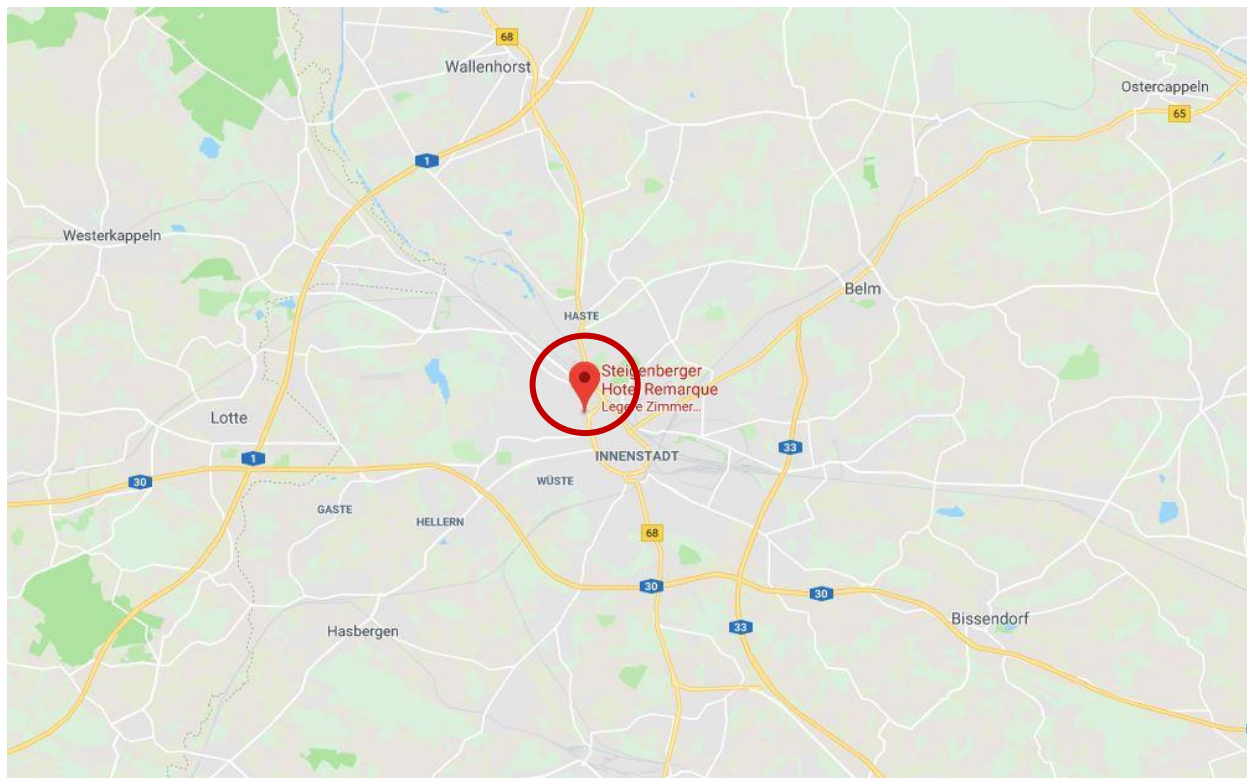 68
Wallenhorst
Ostercappeln
65
1
Westerkappeln
Belm
HASTE
Steigenberger
Hotel Remarque
Legere Zimmer...
Lotte
33
INNENSTADT
1
30
WÜSTE
GASTE
HELLERN
68
30
30
Bissendorf
33
Hasbergen